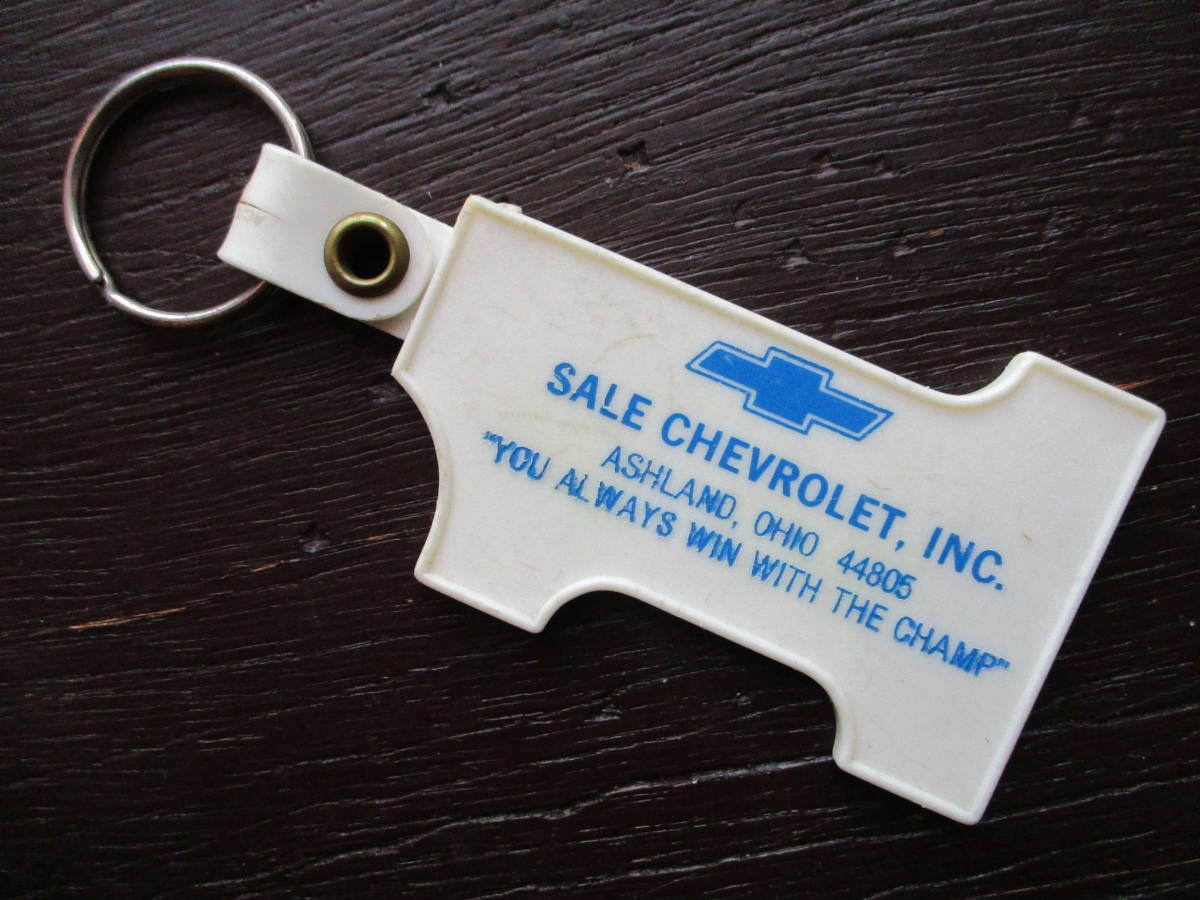 SALE CHEVROLET, INC.
ASHLAND, OHIO 44805
"YOU ALWAYS WIN WITH THE CHAMP"